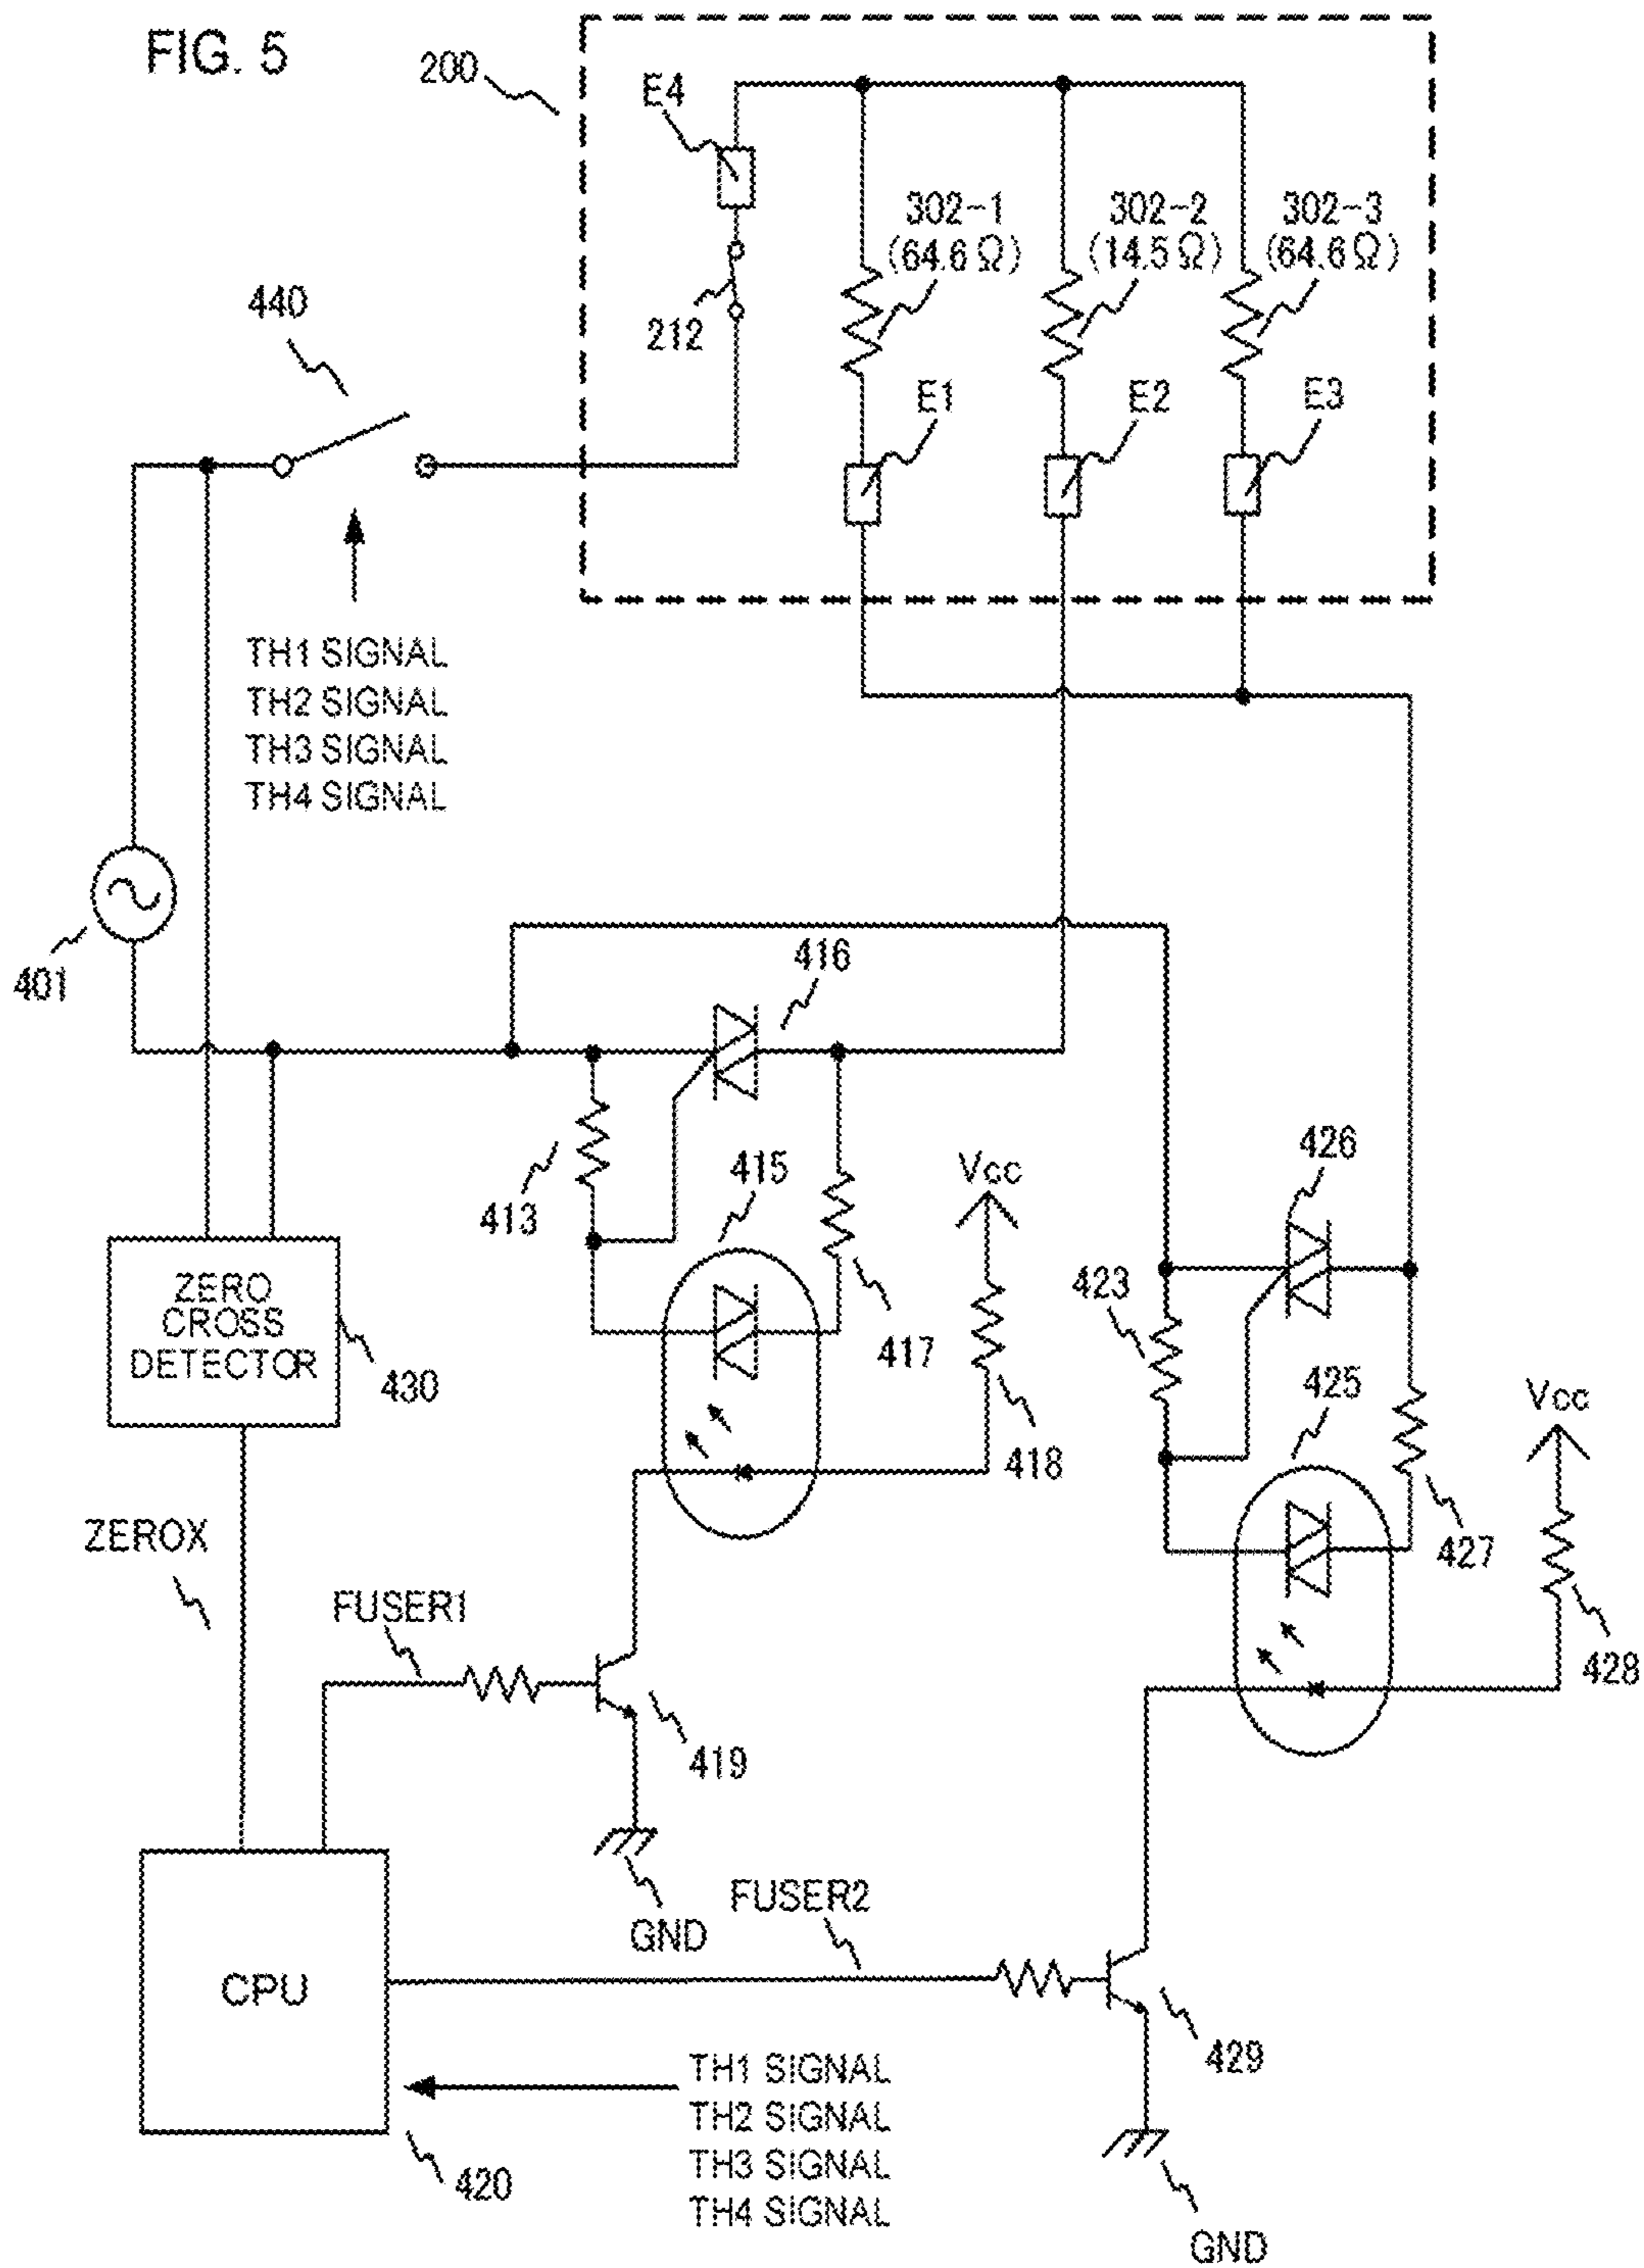 FIG. 5
200
E4
302-1
(64.6Ω)
302-2
(14.5Ω)
302-3
(64.6Ω)
440
212
E1
E2
E3
TH1 SIGNAL
TH2 SIGNAL
TH3 SIGNAL
TH4 SIGNAL
401
416
413
415
Vcc
426
ZERO
CROSS
DETECTOR
430
417
423
418
425
Vcc
427
ZEROX
FUSER1
428
419
GND
FUSER2
CPU
429
TH1 SIGNAL
TH2 SIGNAL
TH3 SIGNAL
TH4 SIGNAL
420
GND